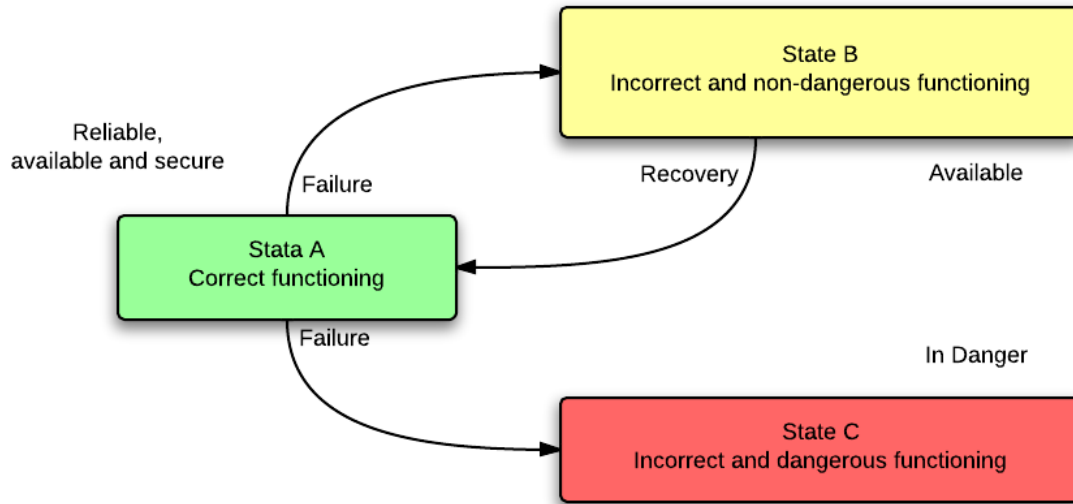 State B
Incorrect and non-dangerous functioning
Reliable,
available and secure
Failure
Recovery
Available
Stata A
Correct functioning
Failure
In Danger
State C
Incorrect and dangerous functioning